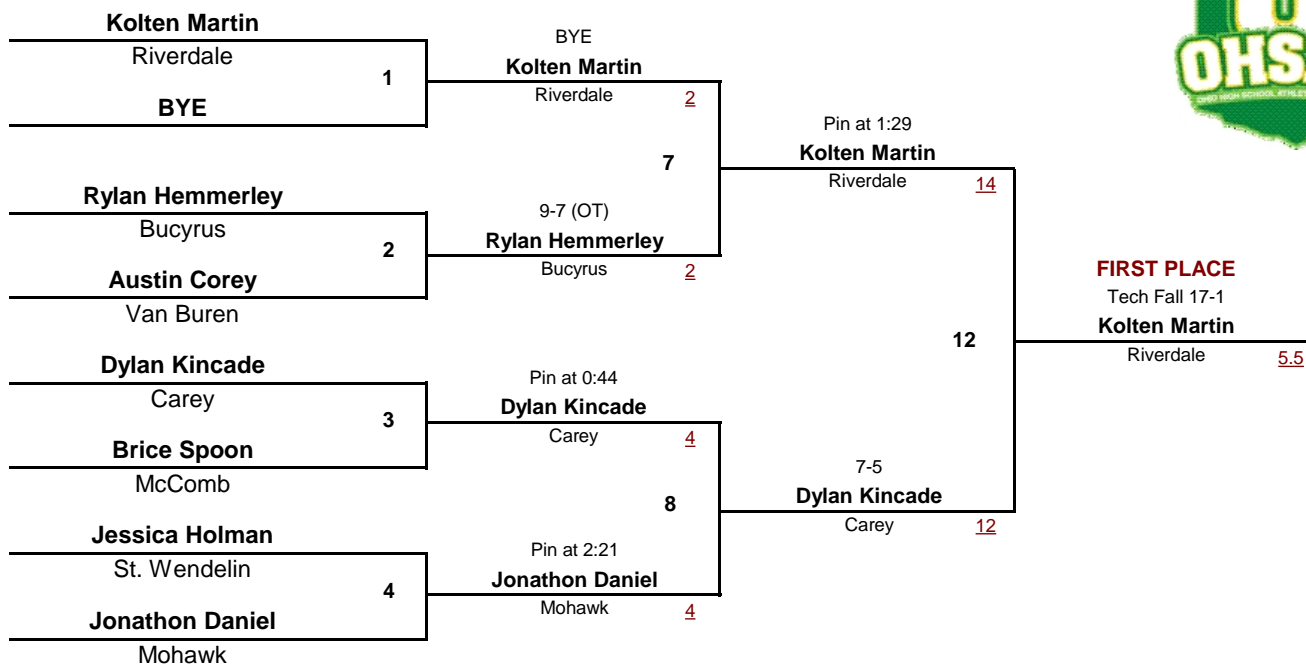 Kolten Martin
Riverdale
1
BYE
Rylan Hemmerley
Bucyrus
2
Austin Corey
Van Buren
Dylan Kincade
Carey
3
Brice Spoon
McComb
Jessica Holman
St. Wendelin
4
Jonathon Daniel
Mohawk
BYE
Kolten Martin
Riverdale 2
7
9-7 (OT)
Rylan Hemmerley
Bucyrus 2
Pin at 0:44
Dylan Kincade
Carey 4
8
Pin at 2:21
Jonathon Daniel
Mohawk 4
Pin at 1:29
Kolten Martin
Riverdale 14
12
7-5
Dylan Kincade
Carey 12
FIRST PLACE
Tech Fall 17-1
Kolten Martin
Riverdale 5.5
OHS
OHIO HIGH SCHOOL